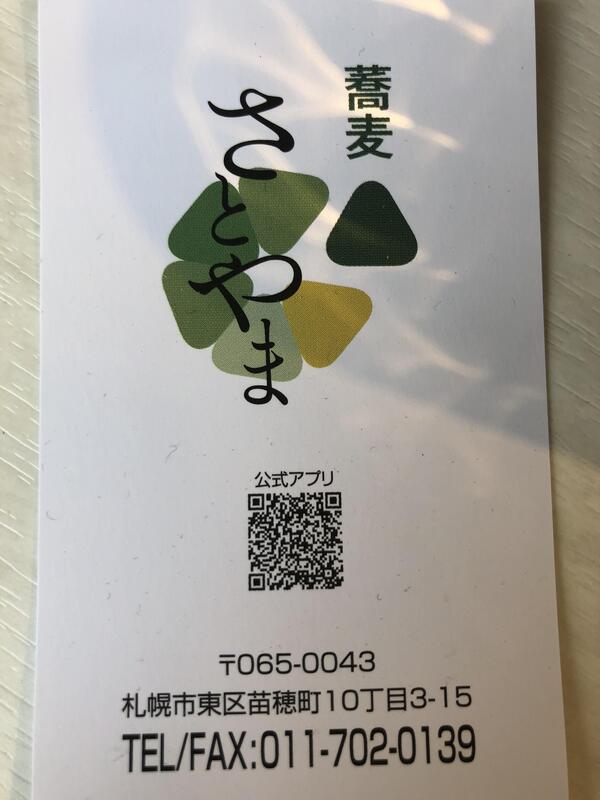 蕎麦
さとやま
公式アプリ
〒065-0043
札幌市東区苗穂町10丁目3-15
TEL/FAX:011-702-0139